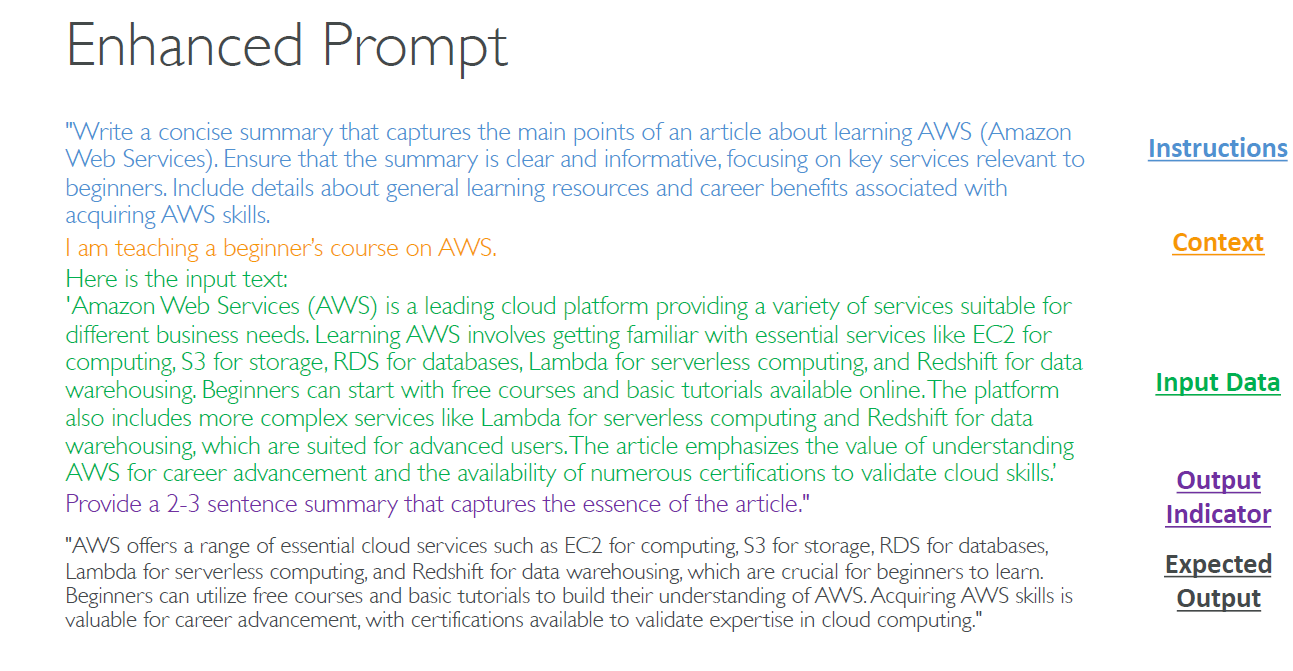 Enhanced Prompt
"Write a concise summary that captures the main points of an article about learning AWS (Amazon
Web Services). Ensure that the summary is clear and informative, focusing on key services relevant to
beginners. Include details about general learning resources and career benefits associated with
acquiring AWS skills.
Instructions
I am teaching a beginner’s course on AWS.
Context
Here is the input text:
'Amazon Web Services (AWS) is a leading cloud platform providing a variety of services suitable for
different business needs. Learning AWS involves getting familiar with essential services like EC2 for
computing, S3 for storage, RDS for databases, Lambda for serverless computing, and Redshift for data
warehousing. Beginners can start with free courses and basic tutorials available online. The platform
also includes more complex services like Lambda for serverless computing and Redshift for data
warehousing, which are suited for advanced users. The article emphasizes the value of understanding
AWS for career advancement and the availability of numerous certifications to validate cloud skills.’
Input Data
Provide a 2-3 sentence summary that captures the essence of the article."
Output
Indicator
"AWS offers a range of essential cloud services such as EC2 for computing, S3 for storage, RDS for databases,
Lambda for serverless computing, and Redshift for data warehousing, which are crucial for beginners to learn.
Beginners can utilize free courses and basic tutorials to build their understanding of AWS. Acquiring AWS skills is
valuable for career advancement, with certifications available to validate expertise in cloud computing."
Expected
Output